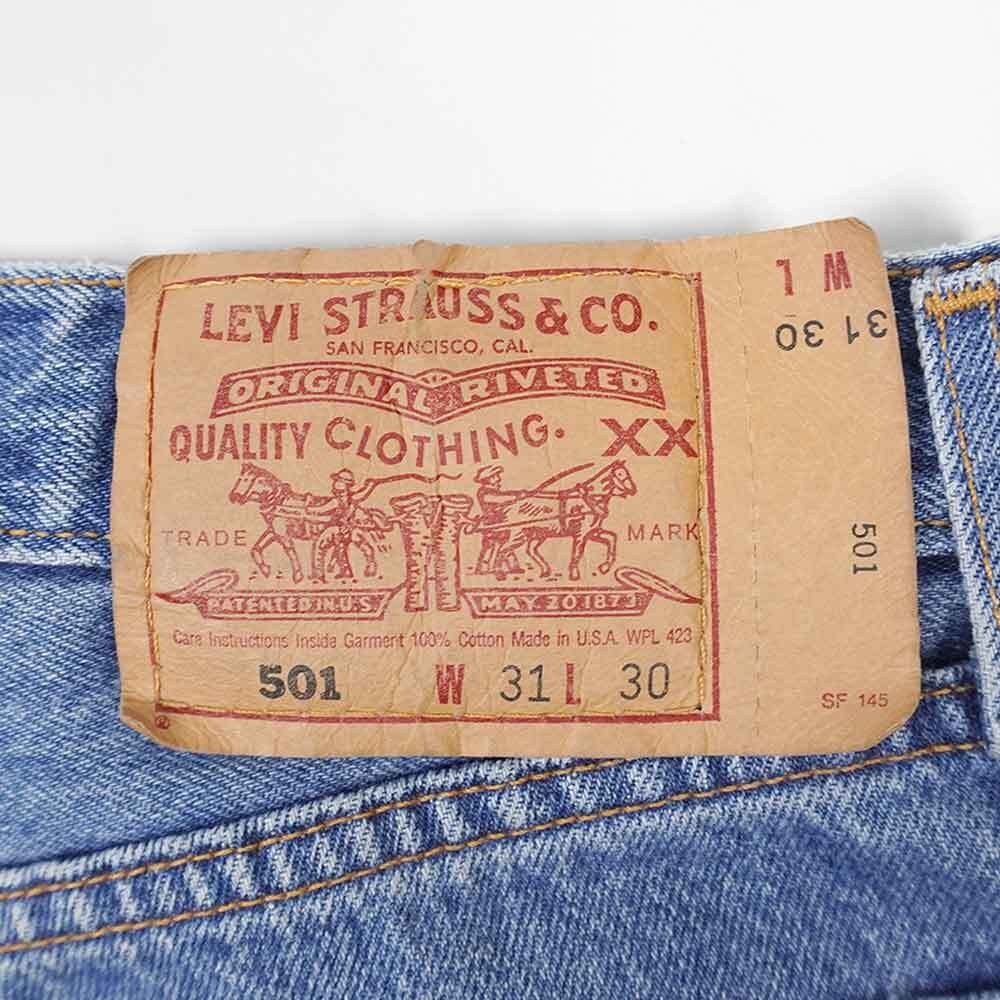 LEVI STRAUSS & CO.
SAN FRANCISCO, CAL.
ORIGINAL RIVETED
QUALITY CLOTHING. XX
TRADE MARK
PATENTED IN U.S. MAY 20 1873
Care Instructions Inside Garment 100% Cotton Made in U.S.A. WPL 423
501 W 31 L 30
®
W L
31 30
501
SF 145